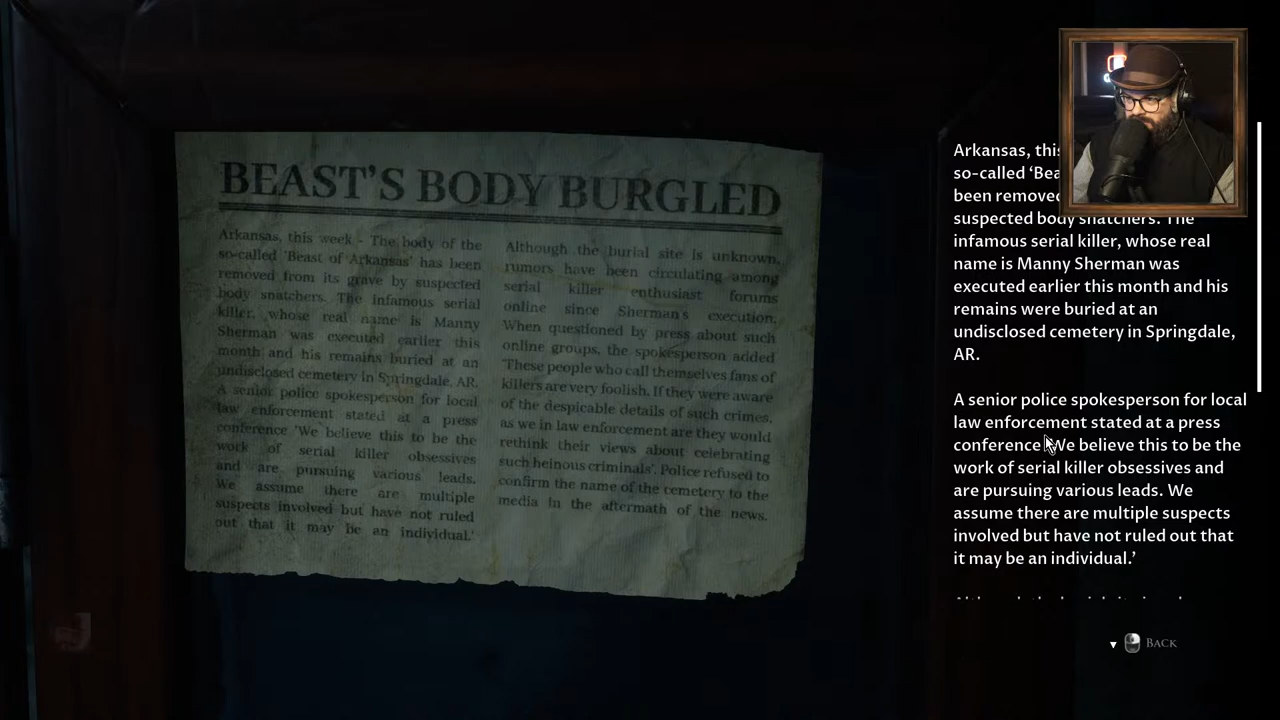 BEAST'S BODY BURGLED
Arkansas, this week - The body of the
so-called 'Beast of Arkansas' has been
removed from its grave by suspected
body snatchers. The infamous serial
killer, whose real name is Manny
Sherman was executed earlier this
month and his remains buried at an
undisclosed cemetery in Springdale, AR.
A senior police spokesperson for local
law enforcement stated at a press
conference 'We believe this to be the
work of serial killer obsessives
and are pursuing various leads.
We assume there are multiple
suspects involved but have not ruled
out that it may be an individual.'
Although the burial site is unknown,
rumors have been circulating among
serial killer enthusiast forums
online since Sherman's execution.
When questioned by press about such
online groups, the spokesperson added
'These people who call themselves fans of
killers are very foolish. If they were aware
of the despicable details of such crimes,
as we in law enforcement are they would
rethink their views about celebrating
such heinous criminals'. Police refused to
confirm the name of the cemetery to the
media in the aftermath of the news.
Arkansas, this
so-called 'Bea
been removed
suspected body snatchers. The
infamous serial killer, whose real
name is Manny Sherman was
executed earlier this month and his
remains were buried at an
undisclosed cemetery in Springdale,
AR.
A senior police spokesperson for local
law enforcement stated at a press
conference 'We believe this to be the
work of serial killer obsessives and
are pursuing various leads. We
assume there are multiple suspects
involved but have not ruled out that
it may be an individual.'
BACK